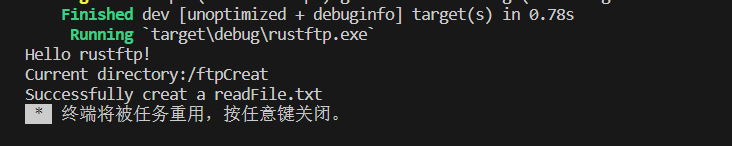 Finished dev [unoptimized + debuginfo] target(s) in 0.78s
Running `target\debug\rustftp.exe`
Hello rustftp!
Current directory:/ftpCreat
Successfully creat a readFile.txt
* 终端将被任务重用，按任意键关闭。